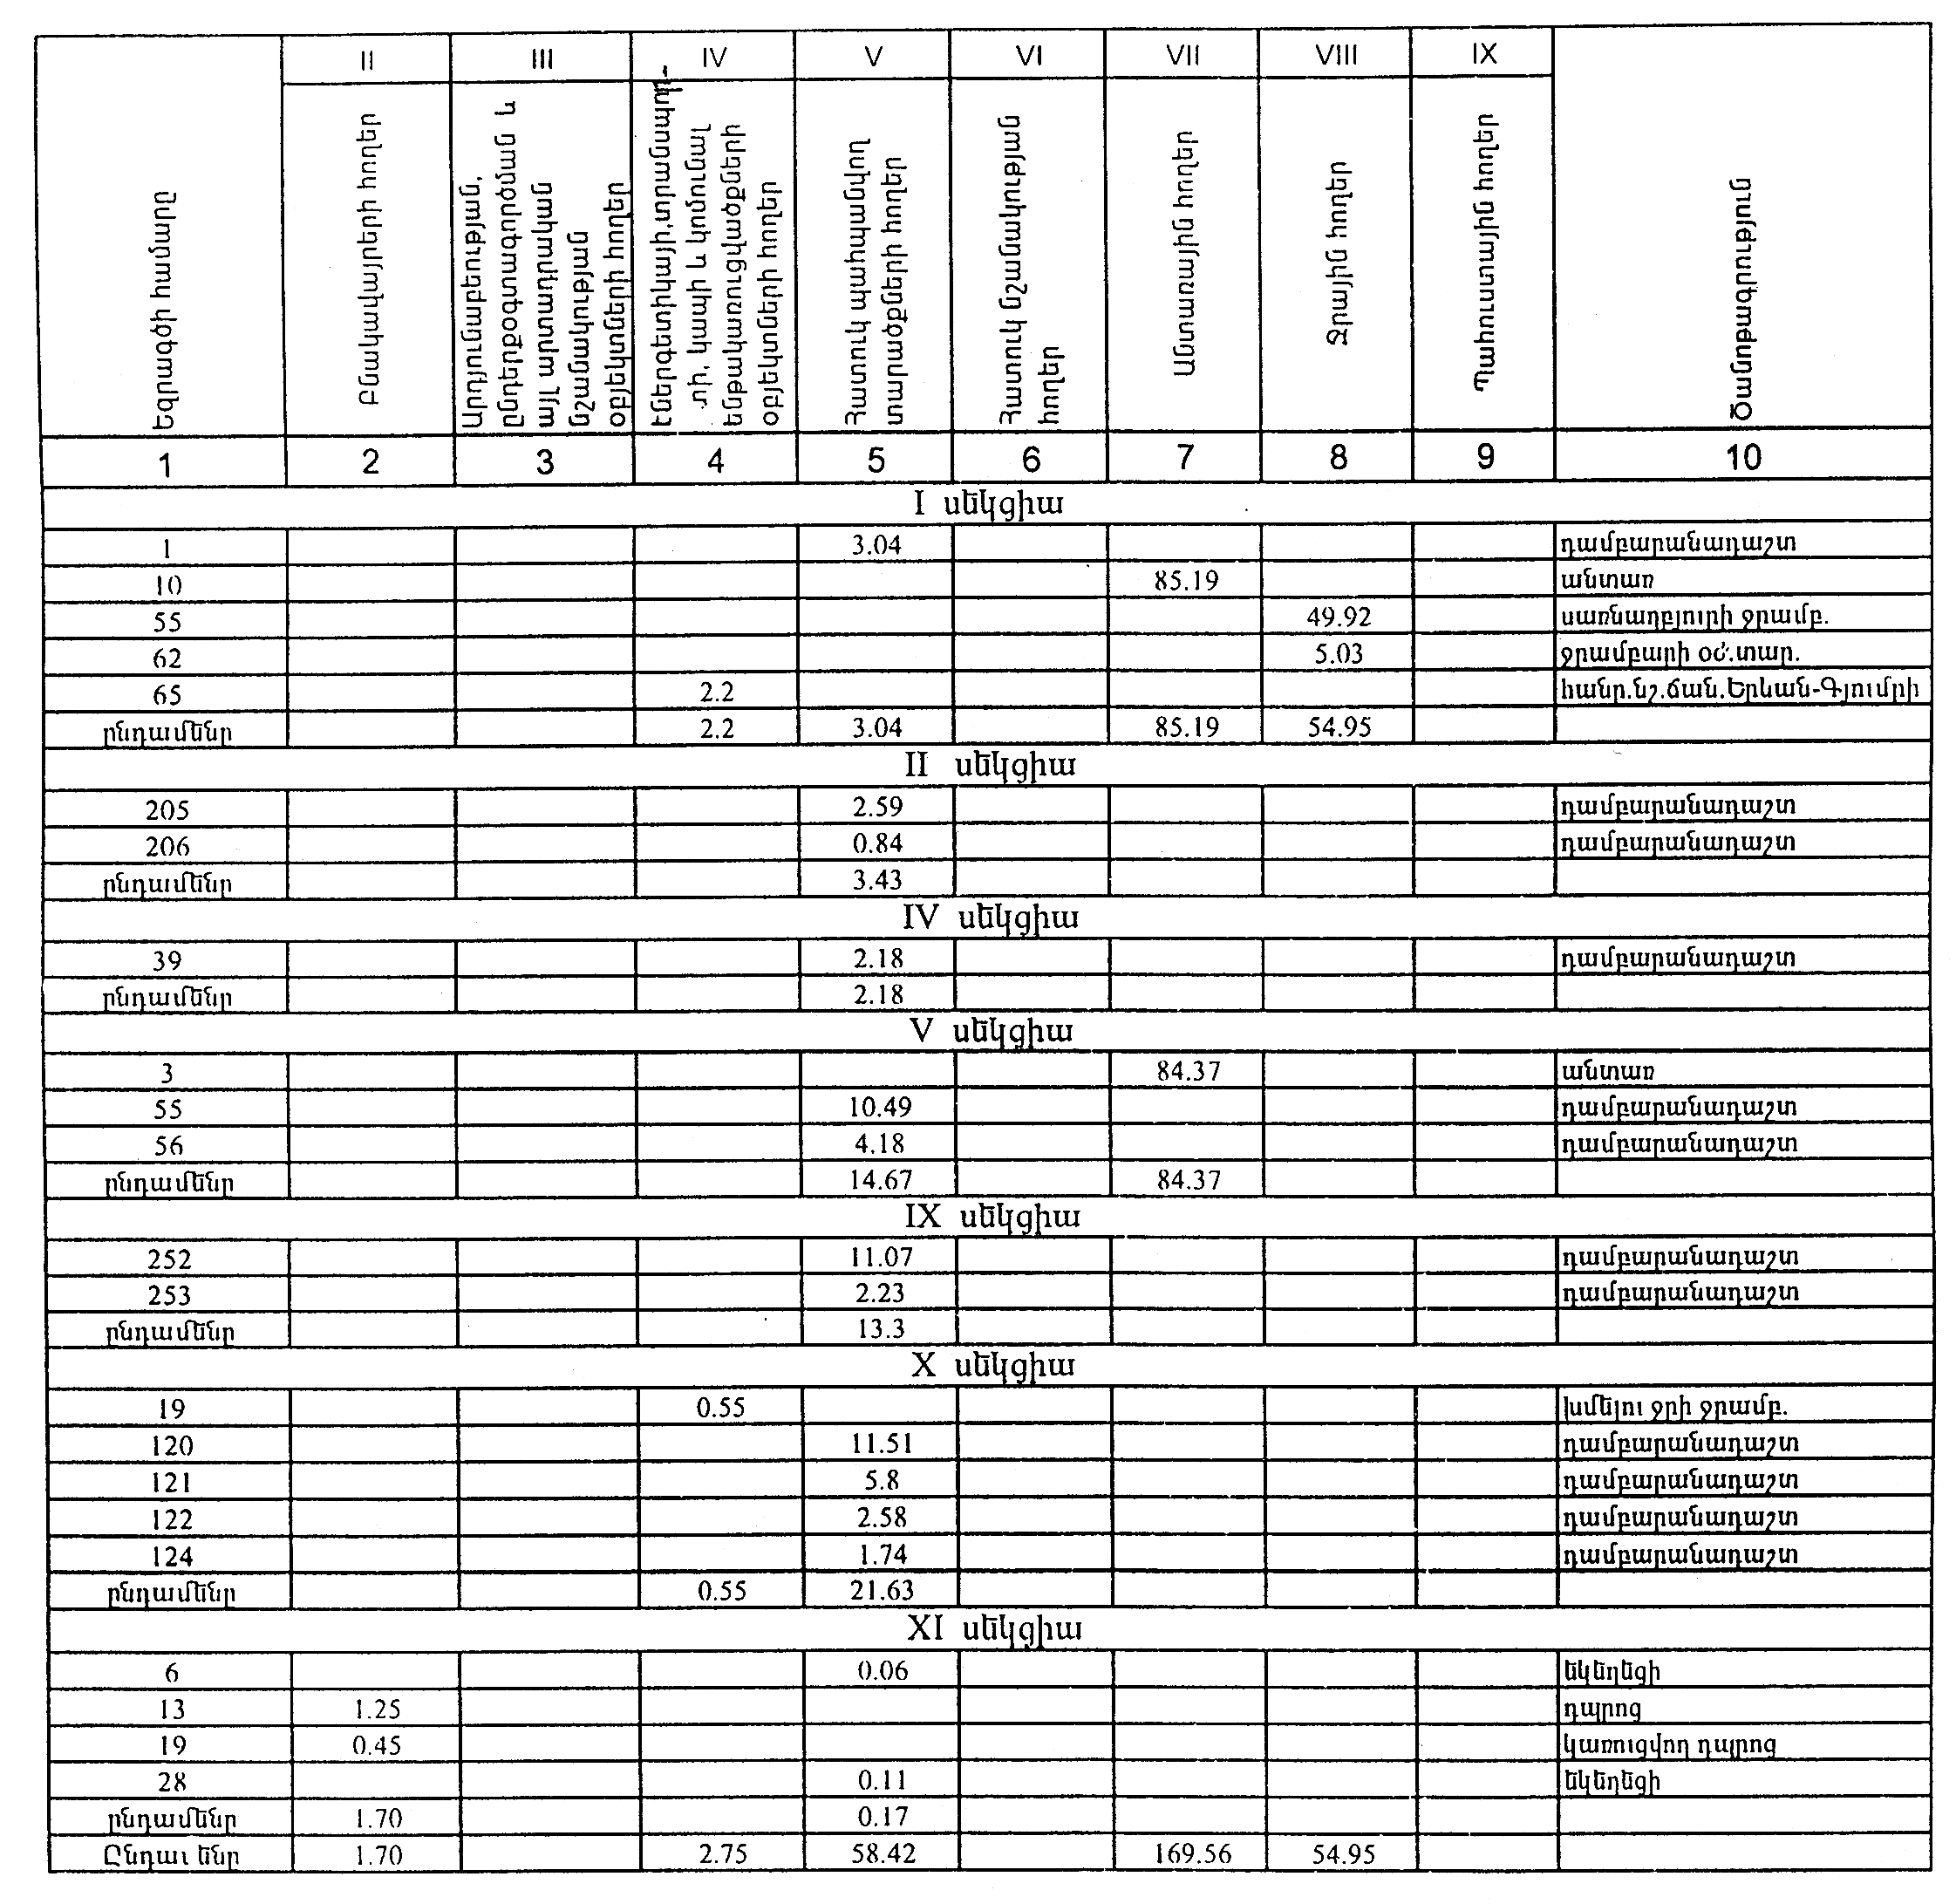 II III IV V VI VII VIII IX
Եզրագծի համարը
Բնակավայրերի հողեր
Արդյունաբերության,
ընդերքօգտագործման և
այլ արտադրական
նշանակության
օբյեկտների հողեր
էներգետիկայի,տրանսպոր-
տի, կապի և կոմունալ
ենթակառուցվածքների
օբյեկտների հողեր
Հատուկ պահպանվող
տարածքների հողեր
Հատուկ նշանակության
հողեր
Անտառային հողեր
Ջրային հողեր
Պահուստային հողեր
Ծանոթագրություն
1 2 3 4 5 6 7 8 9 10
I սեկցիա
1 3.04 դամբարանադաշտ
10 85.19 անտառ
55 49.92 սառնաղբյուրի ջրամբ.
62 5.03 ջրամբարի օժ.տար.
65 2.2 հանր.նշ.ճան.Երևան-Գյումրի
ընդամենը 2.2 3.04 85.19 54.95
II սեկցիա
205 2.59 դամբարանադաշտ
206 0.84 դամբարանադաշտ
ընդամենը 3.43
IV սեկցիա
39 2.18 դամբարանադաշտ
ընդամենը 2.18
V սեկցիա
3 84.37 անտառ
55 10.49 դամբարանադաշտ
56 4.18 դամբարանադաշտ
ընդամենը 14.67 84.37
IX սեկցիա
252 11.07 դամբարանադաշտ
253 2.23 դամբարանադաշտ
ընդամենը 13.3
X սեկցիա
19 0.55 խմելու ջրի ջրամբ.
120 11.51 դամբարանադաշտ
121 5.8 դամբարանադաշտ
122 2.58 դամբարանադաշտ
124 1.74 դամբարանադաշտ
ընդամենը 0.55 21.63
XI սեկցիա
6 0.06 եկեղեցի
13 1.25 դպրոց
19 0.45 կառուցվող դպրոց
28 0.11 եկեղեցի
ընդամենը 1.70 0.17
Ընդամենը 1.70 2.75 58.42 169.56 54.95